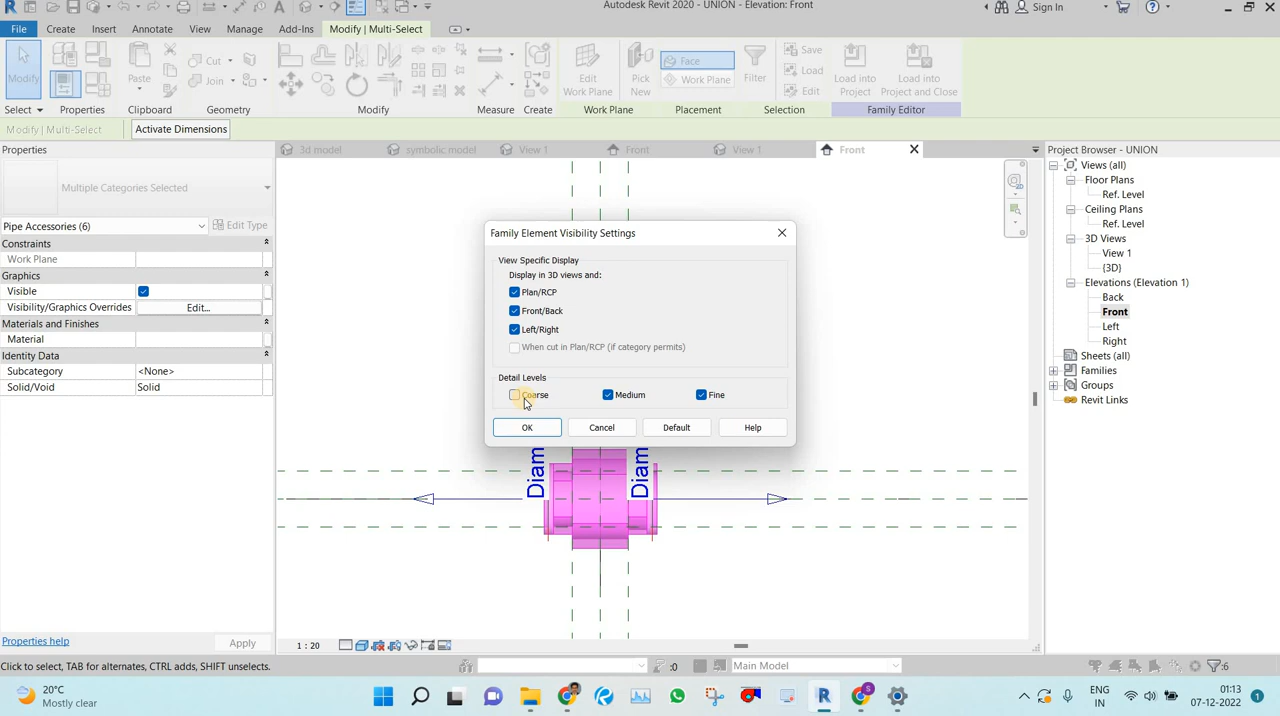 Autodesk Revit 2020 - UNION - Elevation: Front
Sign In
File Create Insert Annotate View Manage Add-Ins Modify | Multi-Select
Modify
Paste
Cut
Join
Edit
Work Plane
Pick
New
Face
Work Plane
Filter
Save
Load
Edit
Load into
Project
Load into
Project and Close
Select Properties Clipboard Geometry Modify Measure Create Work Plane Placement Selection Family Editor
Modify | Multi-Select Activate Dimensions
Properties
3d model symbolic model View 1 Front View 1 Front
Multiple Categories Selected
Pipe Accessories (6) Edit Type
Constraints
Work Plane
Graphics
Visible
Visibility/Graphics Overrides Edit...
Materials and Finishes
Material
Identity Data
Subcategory <None>
Solid/Void Solid
Properties help Apply
Family Element Visibility Settings
View Specific Display
Display in 3D views and:
Plan/RCP
Front/Back
Left/Right
When cut in Plan/RCP (if category permits)
Detail Levels
Coarse Medium Fine
OK Cancel Default Help
Diam
Diam
Project Browser - UNION
Views (all)
Floor Plans
Ref. Level
Ceiling Plans
Ref. Level
3D Views
View 1
{3D}
Elevations (Elevation 1)
Back
Front
Left
Right
Sheets (all)
Families
Groups
Revit Links
1 : 20
Click to select, TAB for alternates, CTRL adds, SHIFT unselects.
:0
Main Model
:6
20°C
Mostly clear
ENG
IN
01:13
07-12-2022